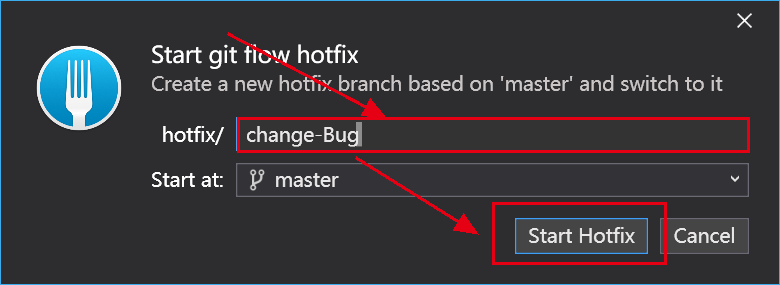 Start git flow hotfix
Create a new hotfix branch based on 'master' and switch to it
hotfix/ change-Bug
Start at: master
Start Hotfix Cancel